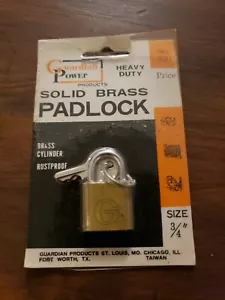 Guardian
Power
PRODUCTS
HEAVY
DUTY
Price
SOLID BRASS
PADLOCK
BRASS
CYLINDER
RUSTPROOF
G
SIZE
3/4"
GUARDIAN PRODUCTS ST. LOUIS, MO. CHICAGO, ILL.
FORT WORTH, TX. TAIWAN